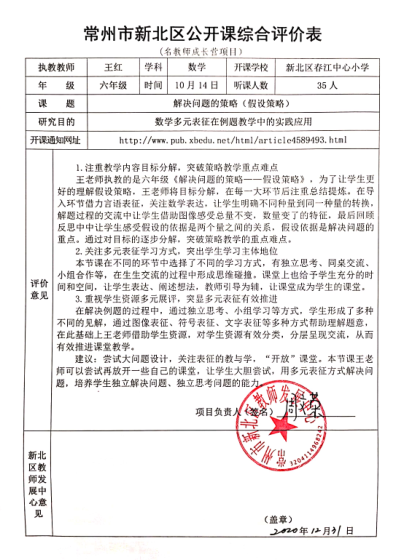 常州市新北区公开课综合评价表
(名教师成长营项目)
执教教师 王红 学科 数学 开课学校 新北区春江中心小学
年 级 六年级 时间 10月14日 听课人数 35人
课 题 解决问题的策略（假设策略）
研究目的 数学多元表征在例题教学中的实践应用
开课通知网址 http://www.pub.xbedu.net/html/article4589493.html
评价意见
1.注重教学内容目标分解，突破策略教学重点难点
王老师执教的是六年级《解决问题的策略——假设策略》，为了让学生更
好的理解假设策略，王老师将目标分解，在每一大环节后注重总结提炼。在导
入环节借力言语表征，关注数学表达，让学生明确不同种量到同一种量的转换，
解题过程的交流中让学生借助图像感受总量不变，数量变了的特征，最后回顾
反思中中让学生感受假设的依据是两个量之间的关系，假设依据是解决问题的
重点。通过对目标的逐步分解，突破策略教学的重点难点。
2.关注多元表征学习方式，突出学生学习主体地位
本节课在不同的环节中选择了不同的学习方式，有独立思考、同桌交流、
小组合作等，在生生交流的过程中形成思维碰撞，课堂上也给予学生充分的时
间和空间，让学生表达、阐述想法，教师引导为辅，让课堂成为学生的课堂。
3.重视学生资源多元展评，突显多元表征有效推进
在解决例题的过程中，通过独立思考、小组学习等方式，学生形成了多种
不同的见解，通过图像表征、符号表征、文字表征等多种方式帮助理解题意，
在此基础上王老师借助学生资源，对学生资源有效分类，分层呈现交流，从而
有效推进课堂教学。
建议：尝试大问题设计，关注表征的教与学，“开放”课堂。本节课王老
师可以尝试再放开一些自己的课堂，让学生大胆尝试，用多元表征方式解决问
题，培养学生独立解决问题、独立思考问题的能力。
项目负责人（签名）
常州市新北区教师发展中心
3204114968242
新北区教师发展中心意见
（盖章）
2020年12月31日